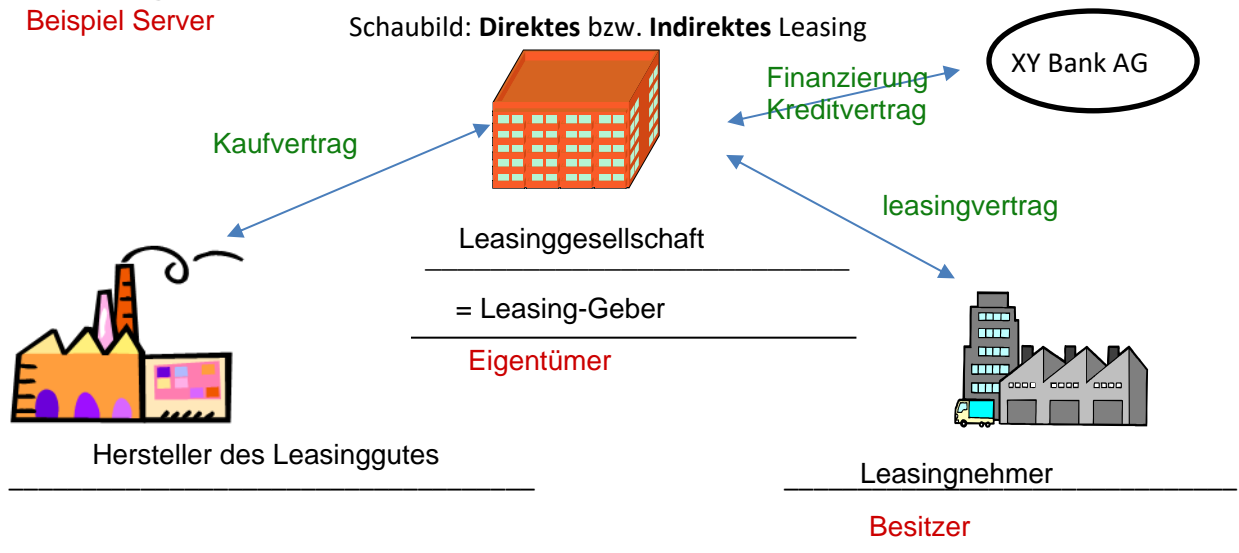 Beispiel Server
Schaubild: Direktes bzw. Indirektes Leasing
XY Bank AG
Finanzierung
Kreditvertrag
Kaufvertrag
leasingvertrag
Leasinggesellschaft
= Leasing-Geber
Eigentümer
Hersteller des Leasinggutes
Leasingnehmer
Besitzer